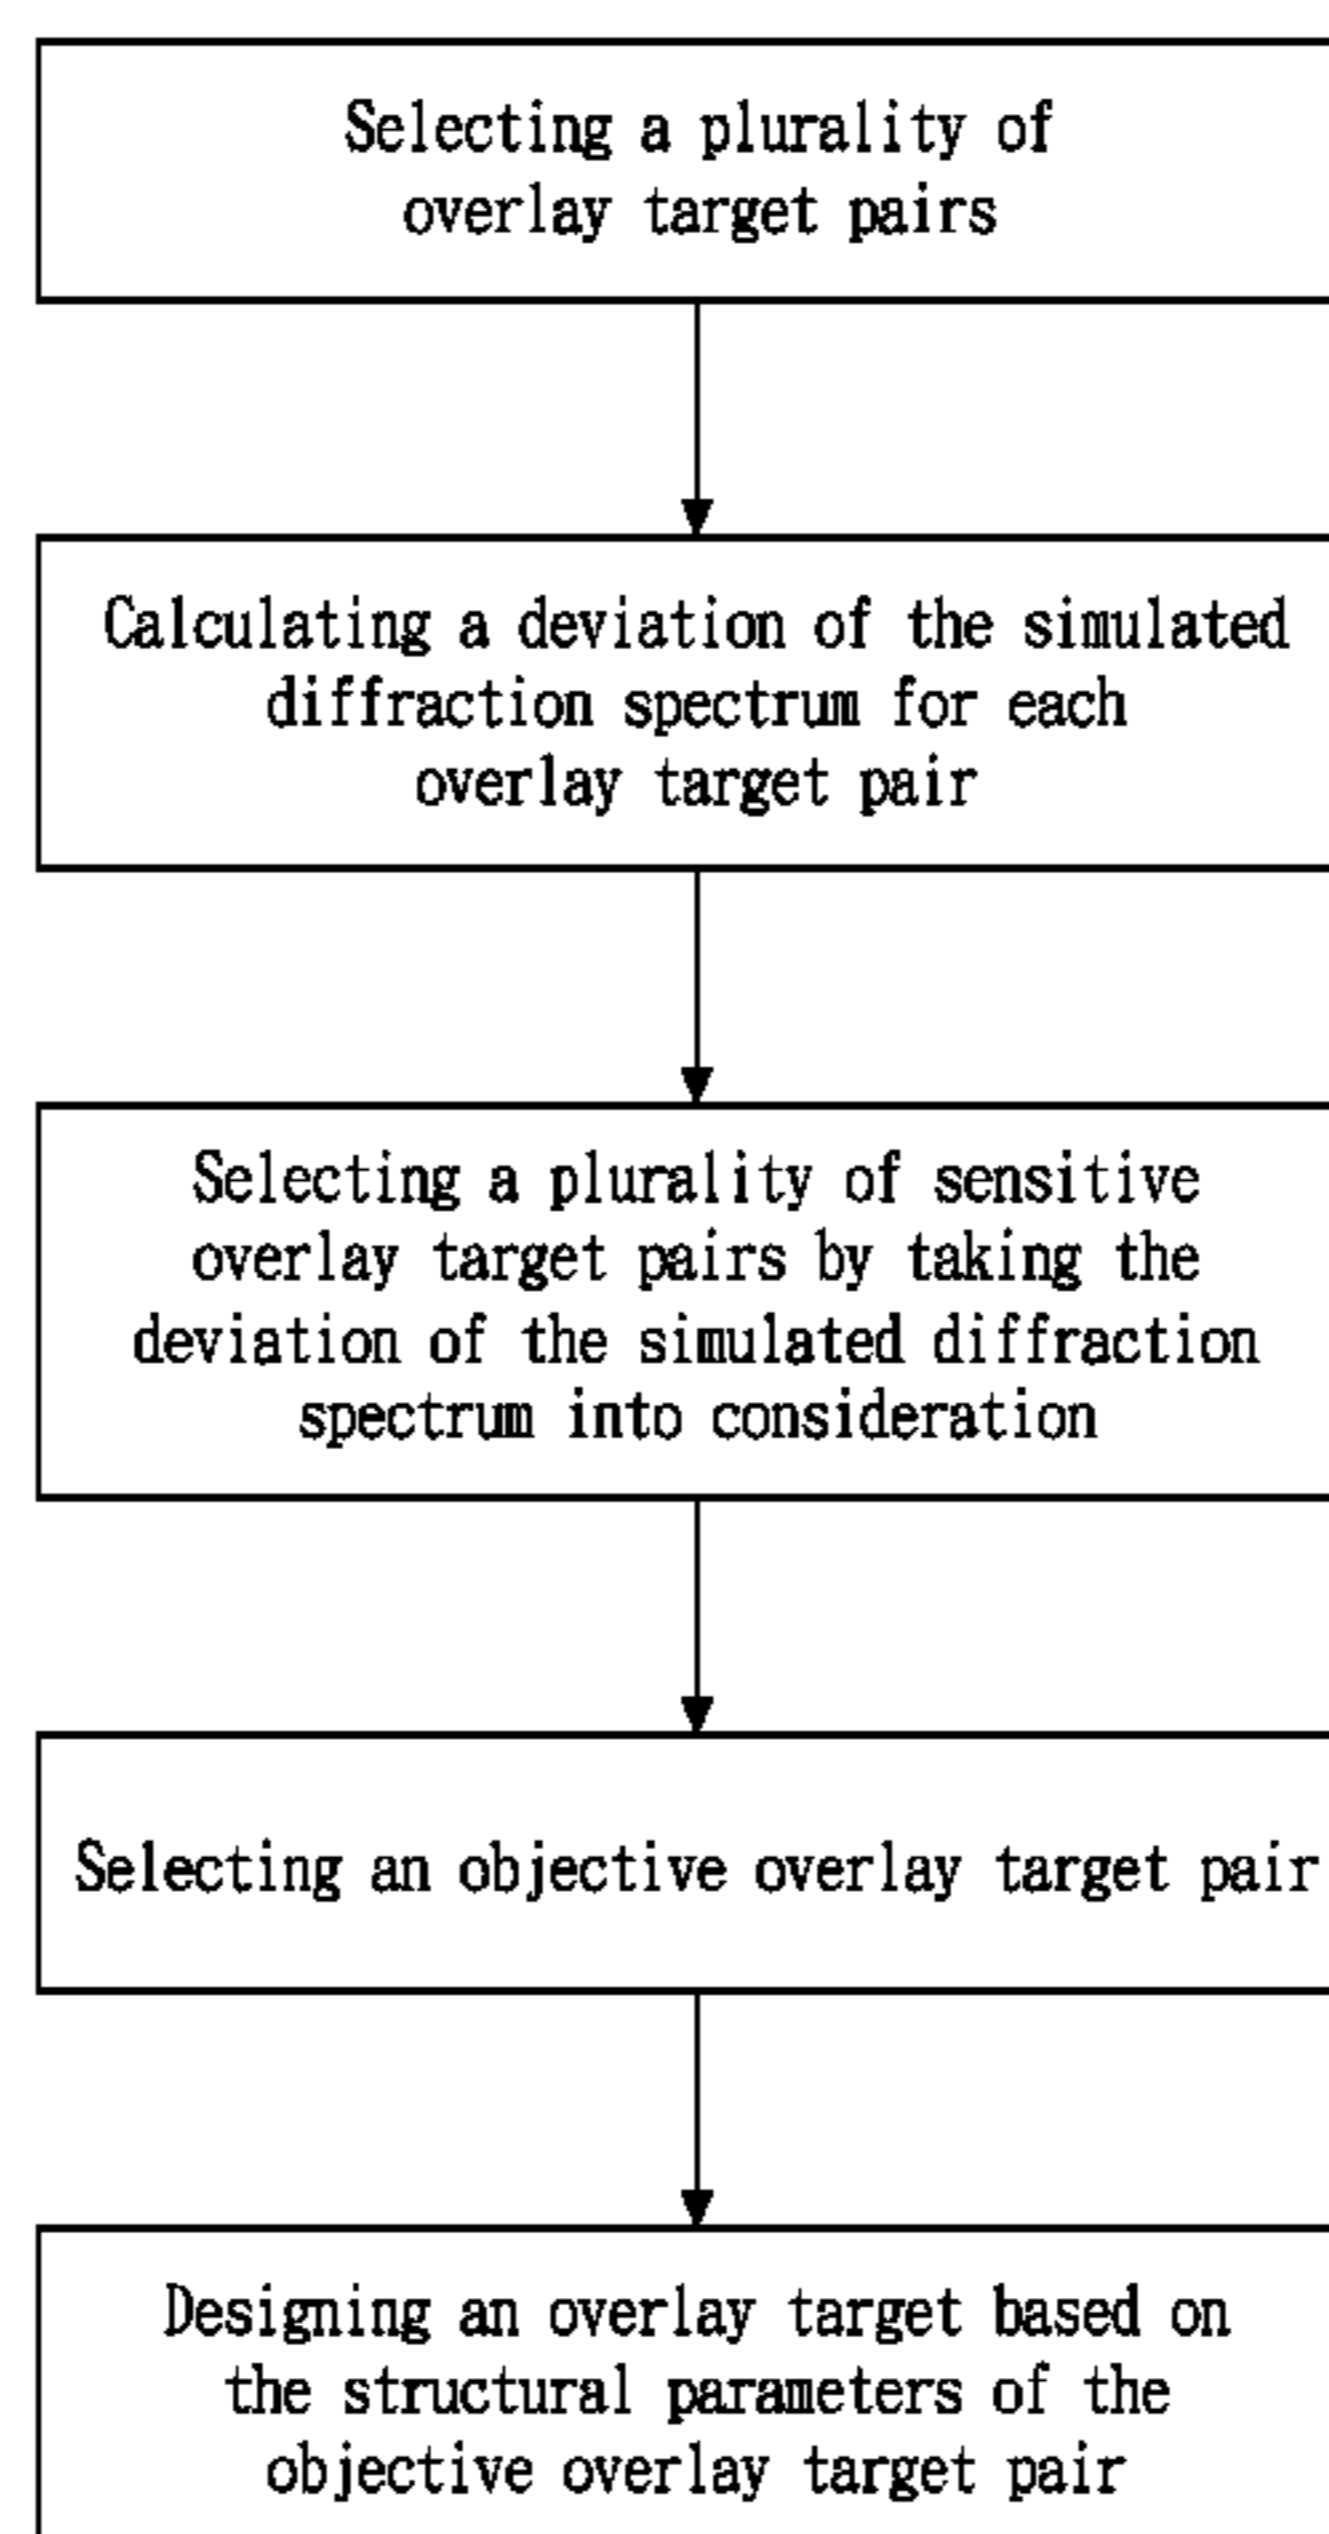 Selecting a plurality of
overlay target pairs
Calculating a deviation of the simulated
diffraction spectrum for each
overlay target pair
Selecting a plurality of sensitive
overlay target pairs by taking the
deviation of the simulated diffraction
spectrum into consideration
Selecting an objective overlay target pair
Designing an overlay target based on
the structural parameters of the
objective overlay target pair